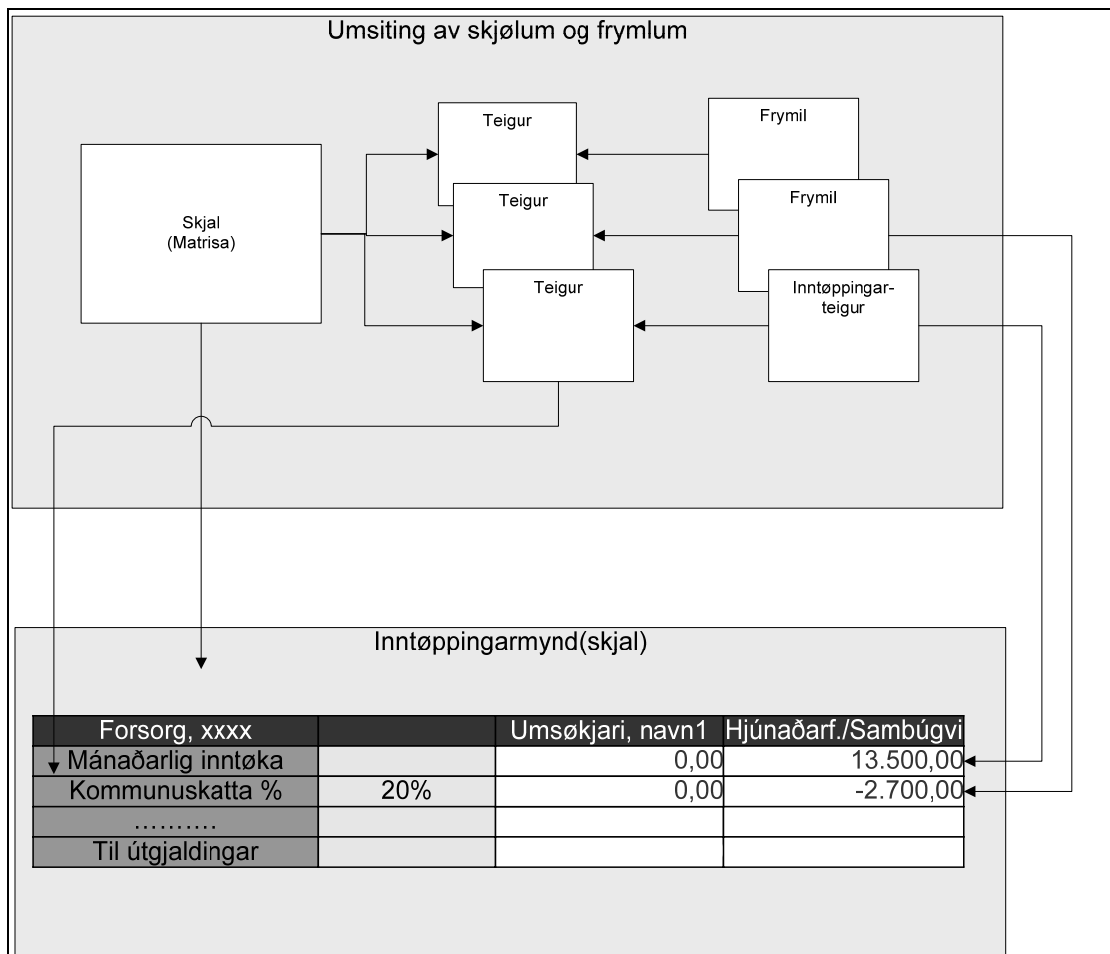 Umsiting av skjølum og frymlum
Teigur
Frymil
Teigur
Frymil
Skjal
(Matrisa)
Teigur
Inntøppingar-
teigur
Inntøppingarmynd(skjal)
Forsorg, xxxx Umsøkjari, navn1 Hjúnaðarf./Sambúgvi
Mánaðarlig inntøka 0,00 13.500,00
Kommunuskatta % 20% 0,00 -2.700,00
……….
Til útgjaldingar